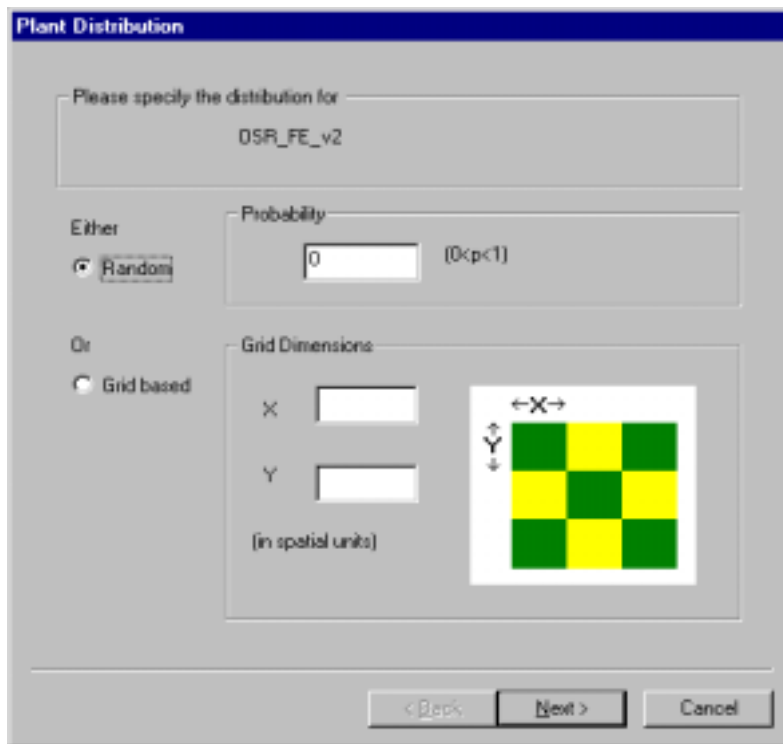 Plant Distribution
Please specify the distribution for
OSR_FE_v2
Either
Random
Probability
0
(0<p<1)
Or
Grid based
Grid Dimensions
X
Y
(in spatial units)
←X→
↑
Y
↓
< Back
Next >
Cancel